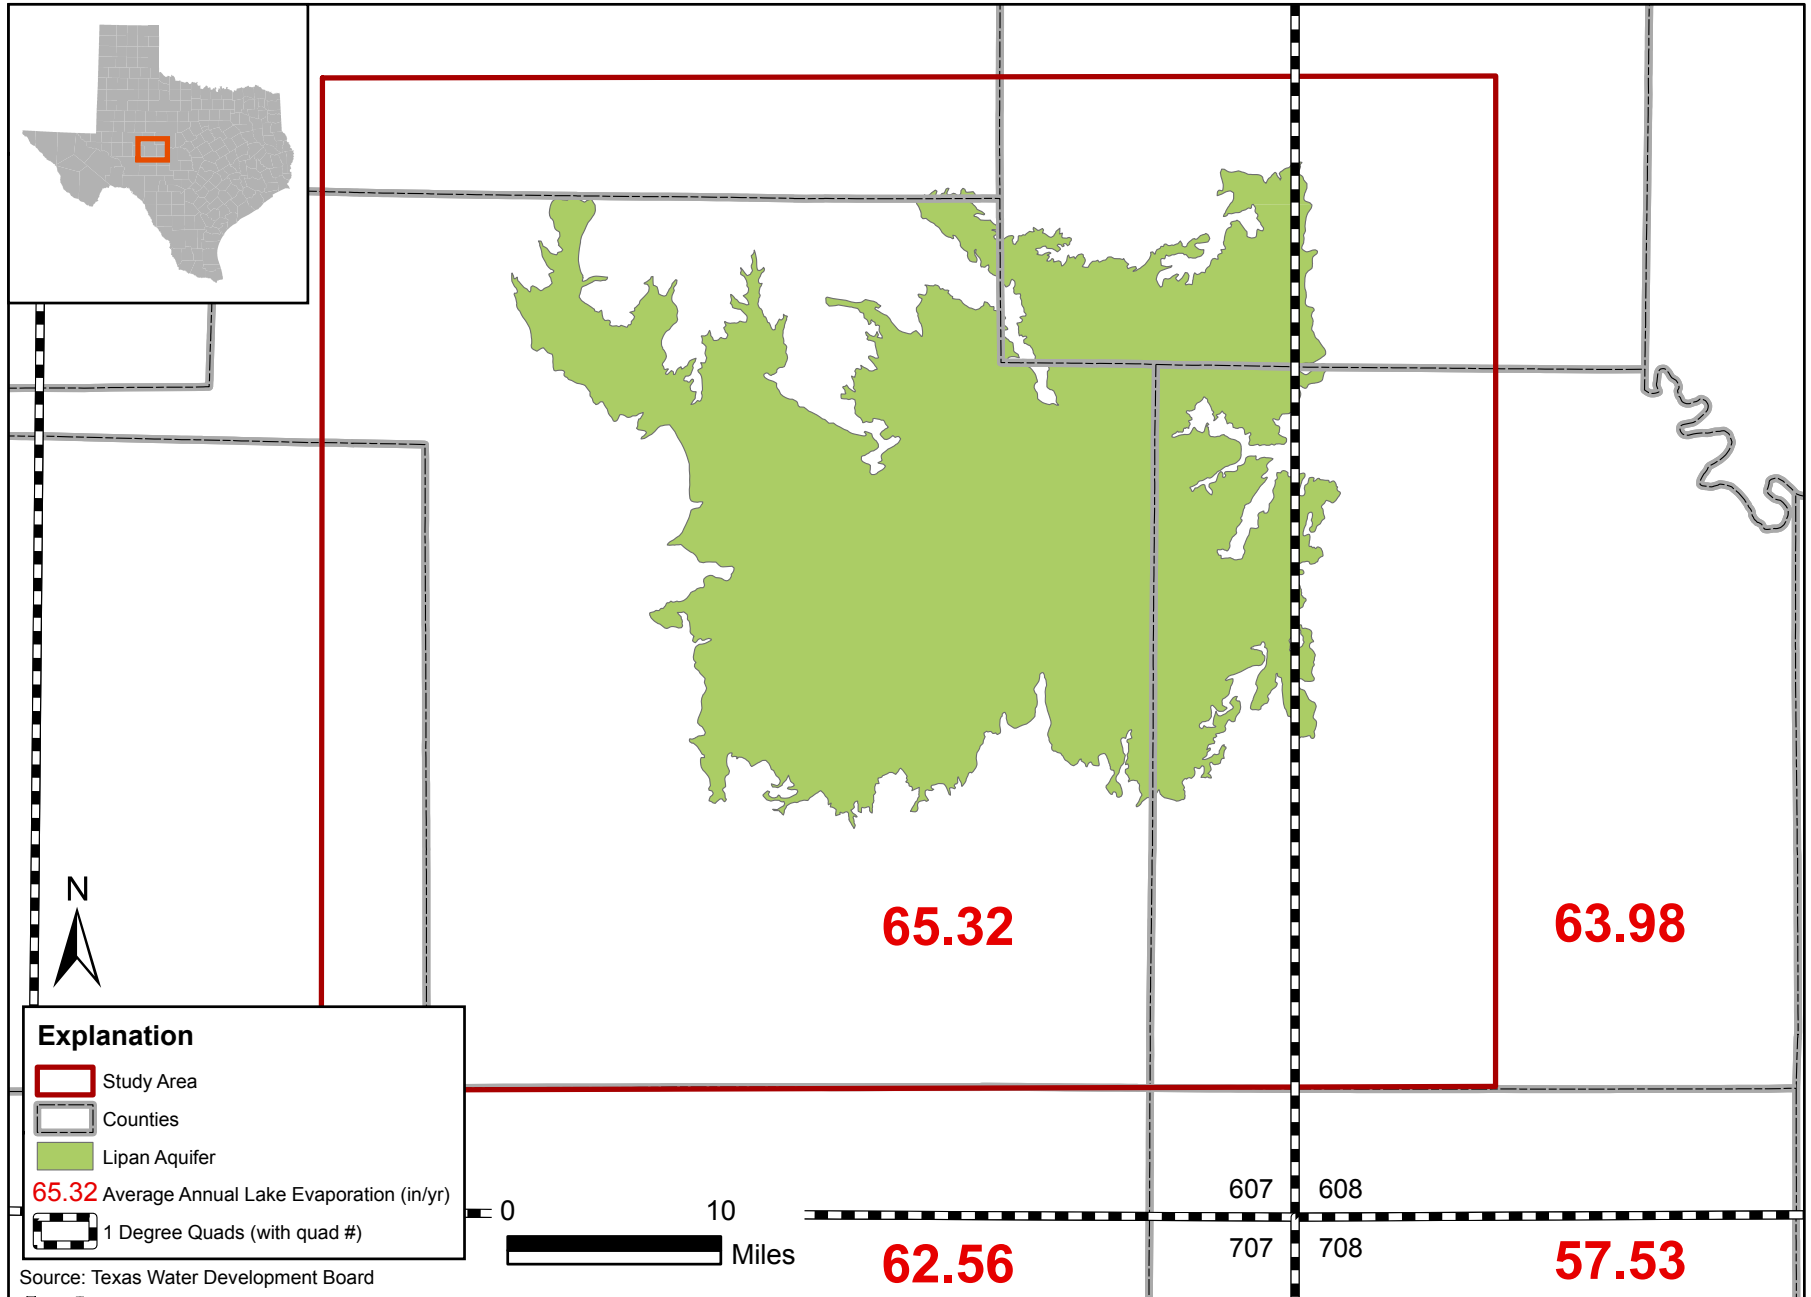 65.32
63.98
N
Explanation
Study Area
Counties
Lipan Aquifer
65.32 Average Annual Lake Evaporation (in/yr)
1 Degree Quads (with quad #)
0 10
Miles
607 608
707 708
62.56
57.53
Source: Texas Water Development Board